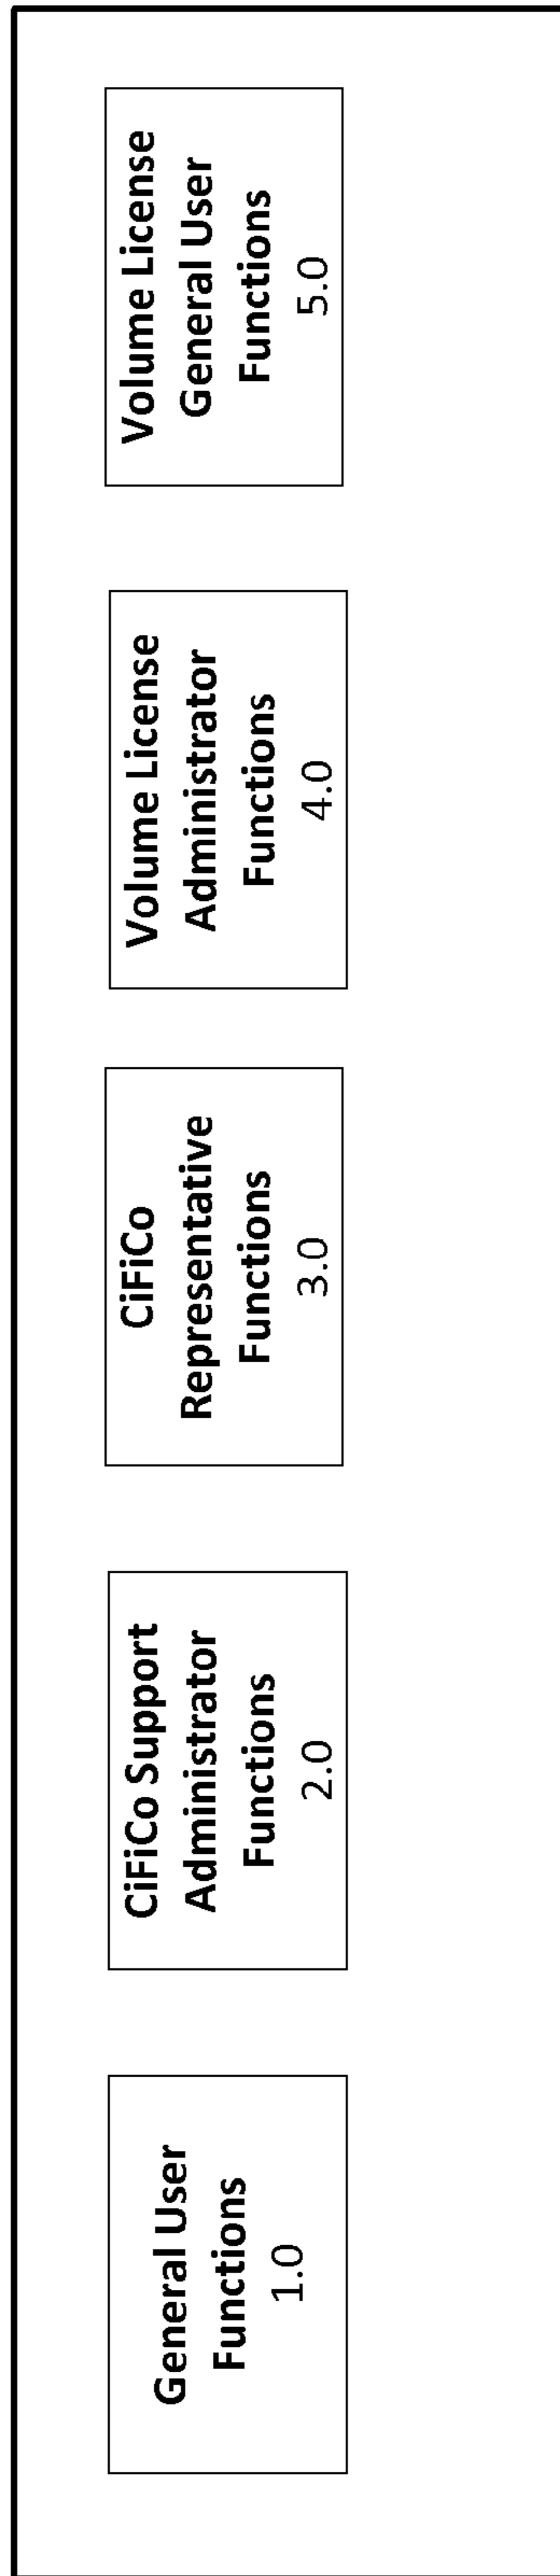 General User
Functions
1.0
CiFiCo Support
Administrator
Functions
2.0
CiFiCo
Representative
Functions
3.0
Volume License
Administrator
Functions
4.0
Volume License
General User
Functions
5.0